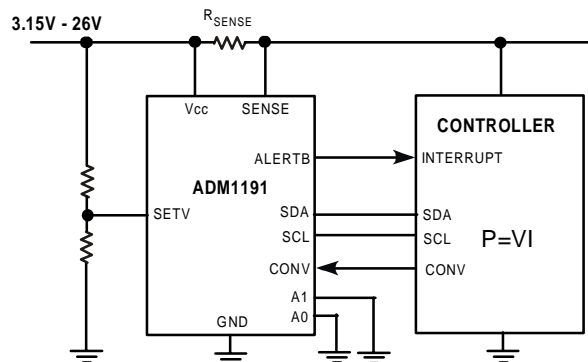 3.15V - 26V
RSENSE
Vcc SENSE
CONTROLLER
ALERTB
INTERRUPT
ADM1191
SETV
SDA
SDA
SCL
SCL
P=VI
CONV
CONV
A1
A0
GND